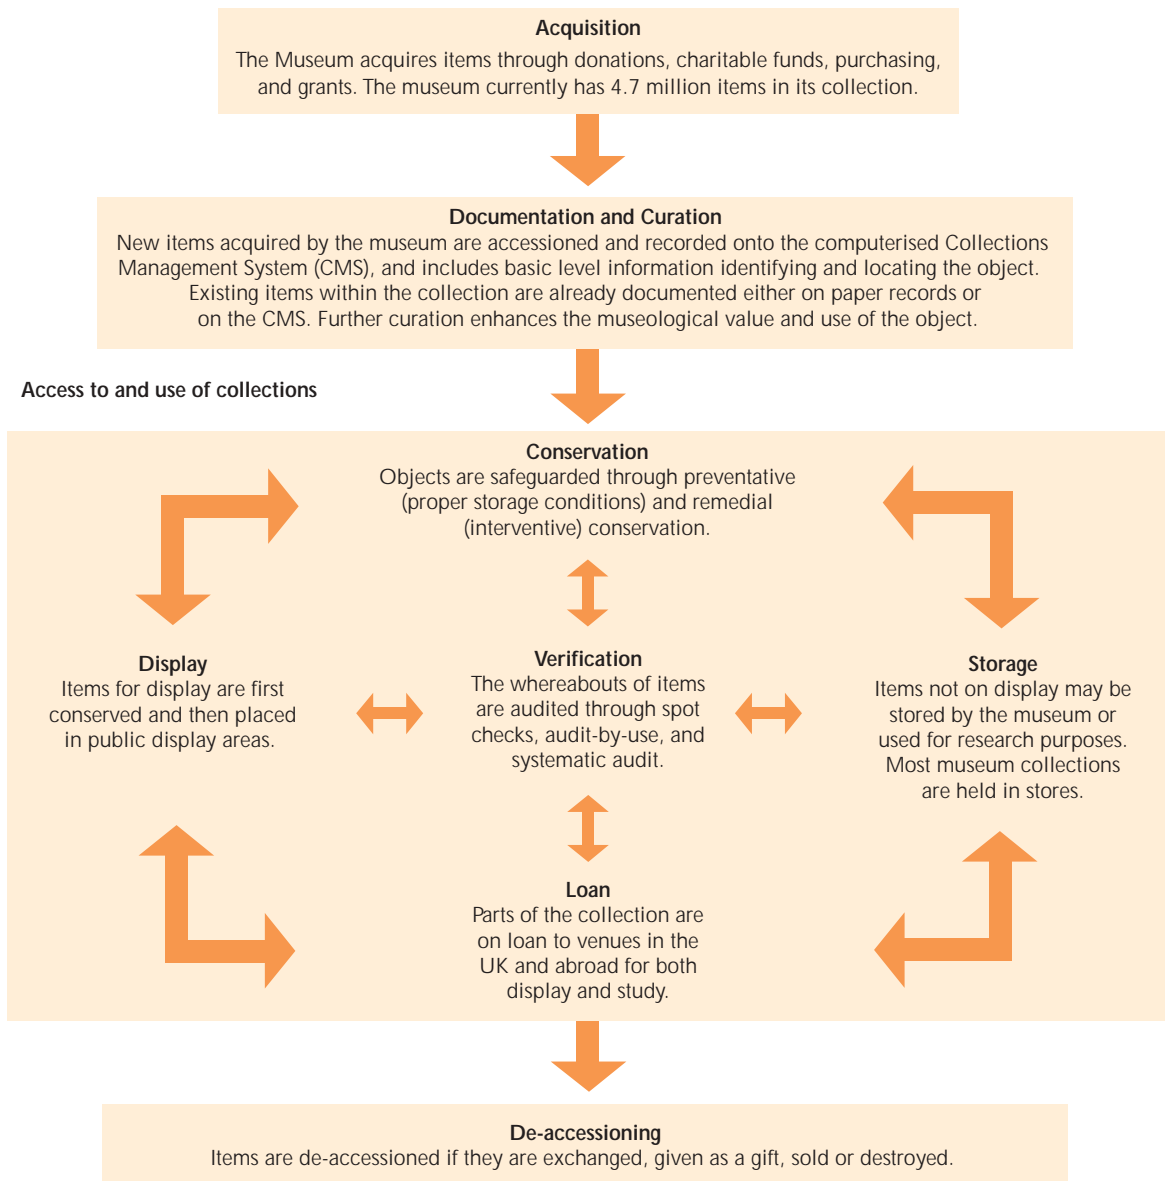 Acquisition
The Museum acquires items through donations, charitable funds, purchasing,
and grants. The museum currently has 4.7 million items in its collection.
Documentation and Curation
New items acquired by the museum are accessioned and recorded onto the computerised Collections
Management System (CMS), and includes basic level information identifying and locating the object.
Existing items within the collection are already documented either on paper records or
on the CMS. Further curation enhances the museological value and use of the object.
Access to and use of collections
Conservation
Objects are safeguarded through preventative
(proper storage conditions) and remedial
(interventive) conservation.
Display
Items for display are first
conserved and then placed
in public display areas.
Verification
The whereabouts of items
are audited through spot
checks, audit-by-use, and
systematic audit.
Storage
Items not on display may be
stored by the museum or
used for research purposes.
Most museum collections
are held in stores.
Loan
Parts of the collection are
on loan to venues in the
UK and abroad for both
display and study.
De-accessioning
Items are de-accessioned if they are exchanged, given as a gift, sold or destroyed.